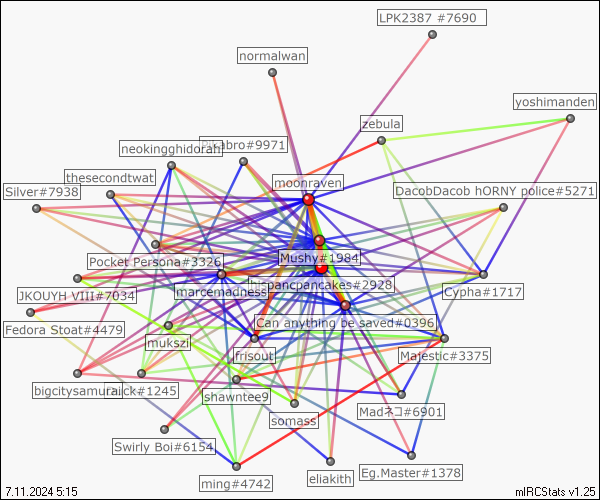 LPK2387 #7690
normalwan
yoshimanden
zebula
neokingghidorah
#9971
thesecondtwat
moonraven
Silver#7938
DacobDacob hORNY police#5271
Mushy#1984
Pocket Persona#3326
hispancpancakes#2928
JKOUYH VIII#7034
marcemadness
Cypha#1717
Can anything be saved#0396
Fedora Stoat#4479
mukszi
frisout
Majestic#3375
bigcitysamurai
#1245
shawntee9
Madネコ#6901
somass
Swirly Boi#6154
ming#4742
eliakith
Eg.Master#1378
7.11.2024 5:15
mIRCStats v1.25